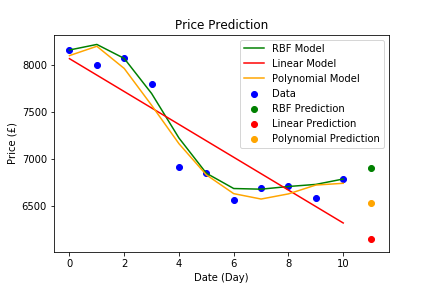 Price Prediction
RBF Model
Linear Model
Polynomial Model
Data
RBF Prediction
Linear Prediction
Polynomial Prediction
8000
7500
7000
6500
Price (£)
0 2 4 6 8 10
Date (Day)